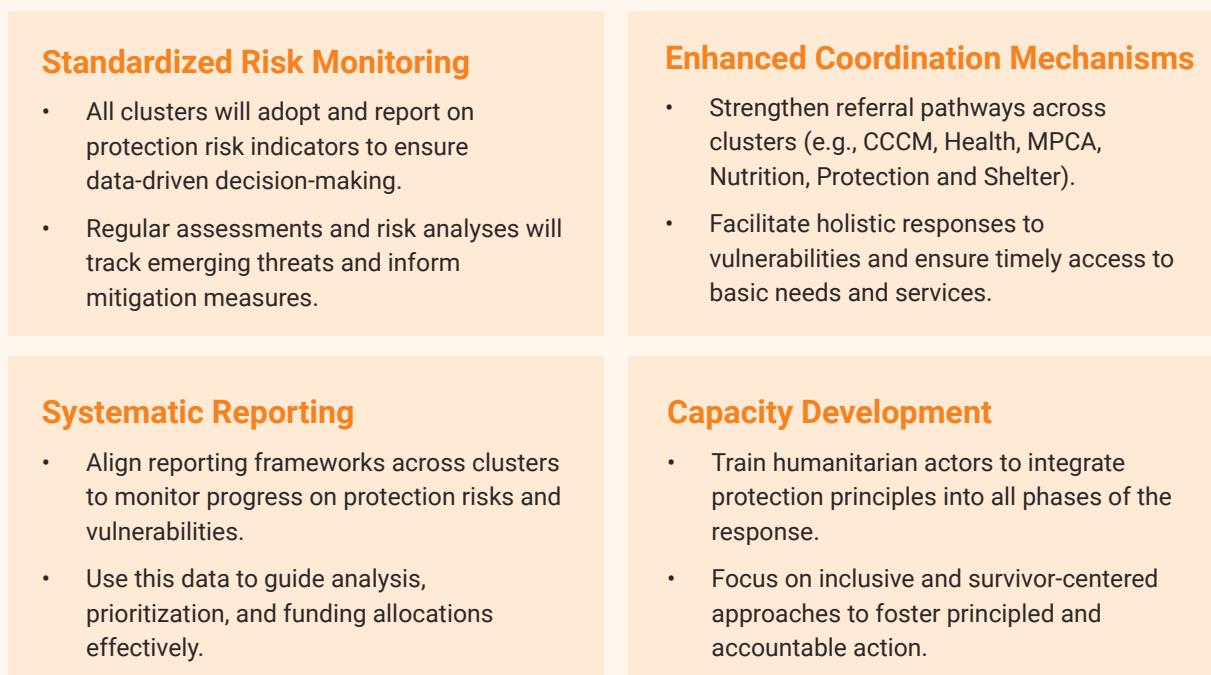 Standardized Risk Monitoring
• All clusters will adopt and report on
protection risk indicators to ensure
data-driven decision-making.
• Regular assessments and risk analyses will
track emerging threats and inform
mitigation measures.
Enhanced Coordination Mechanisms
• Strengthen referral pathways across
clusters (e.g., CCCM, Health, MPCA,
Nutrition, Protection and Shelter).
• Facilitate holistic responses to
vulnerabilities and ensure timely access to
basic needs and services.
Systematic Reporting
• Align reporting frameworks across clusters
to monitor progress on protection risks and
vulnerabilities.
• Use this data to guide analysis,
prioritization, and funding allocations
effectively.
Capacity Development
• Train humanitarian actors to integrate
protection principles into all phases of the
response.
• Focus on inclusive and survivor-centered
approaches to foster principled and
accountable action.